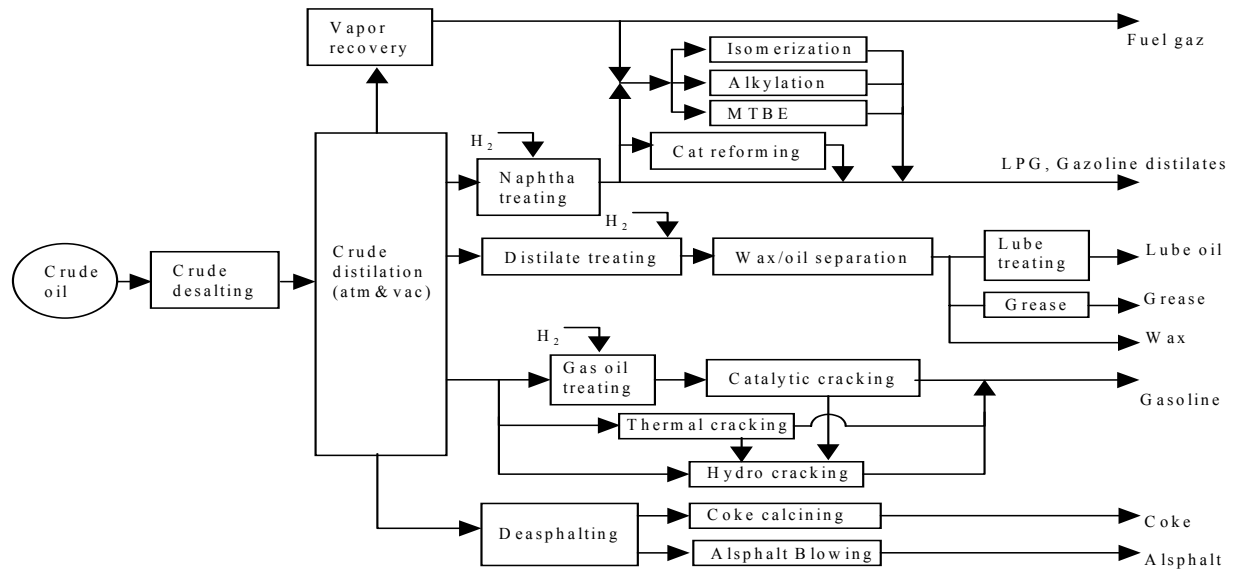 Vapor
recovery
Fuel gaz
Isomerization
Alkylation
MTBE
H2
Cat reforming
Naphtha
treating
LPG, Gazoline distilates
H2
Crude
oil
Crude
desalting
Crude
distilation
(atm & vac)
Distilate treating
Wax/oil separation
Lube
treating
Lube oil
Grease
Grease
Wax
H2
Gas oil
treating
Catalytic cracking
Gasoline
Thermal cracking
Hydro cracking
Deasphalting
Coke calcining
Coke
Alsphalt Blowing
Alsphalt